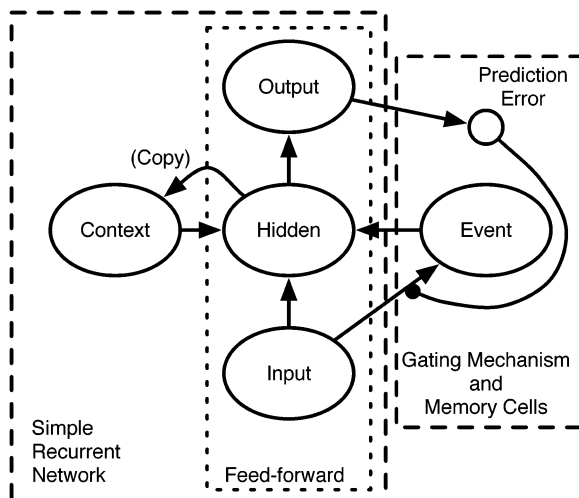 Output
Prediction
Error
(Copy)
Context
Hidden
Event
Input
Gating Mechanism
and
Memory Cells
Simple
Recurrent
Network
Feed-forward